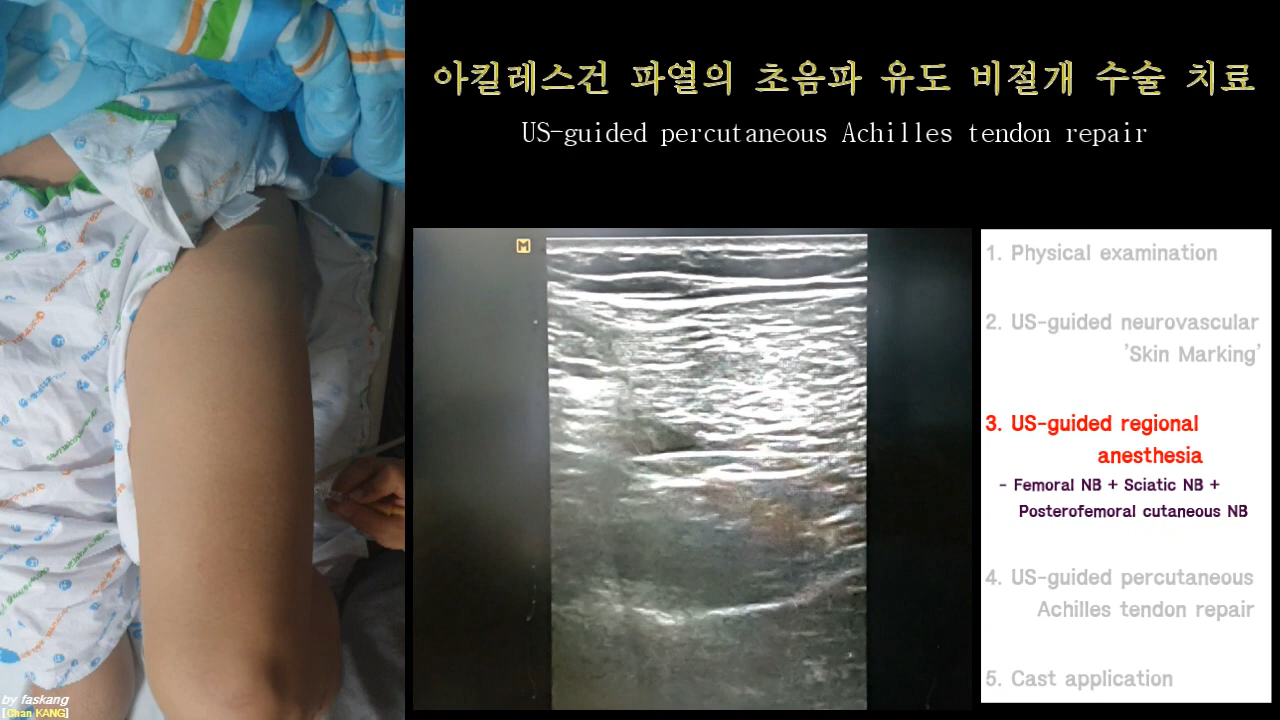 아킬레스건 파열의 초음파 유도 비절개 수술 치료
US-guided percutaneous Achilles tendon repair
M
1. Physical examination
2. US-guided neurovascular
'Skin Marking'
3. US-guided regional
anesthesia
- Femoral NB + Sciatic NB +
Posterofemoral cutaneous NB
4. US-guided percutaneous
Achilles tendon repair
5. Cast application
by faskang
[Chan KANG]